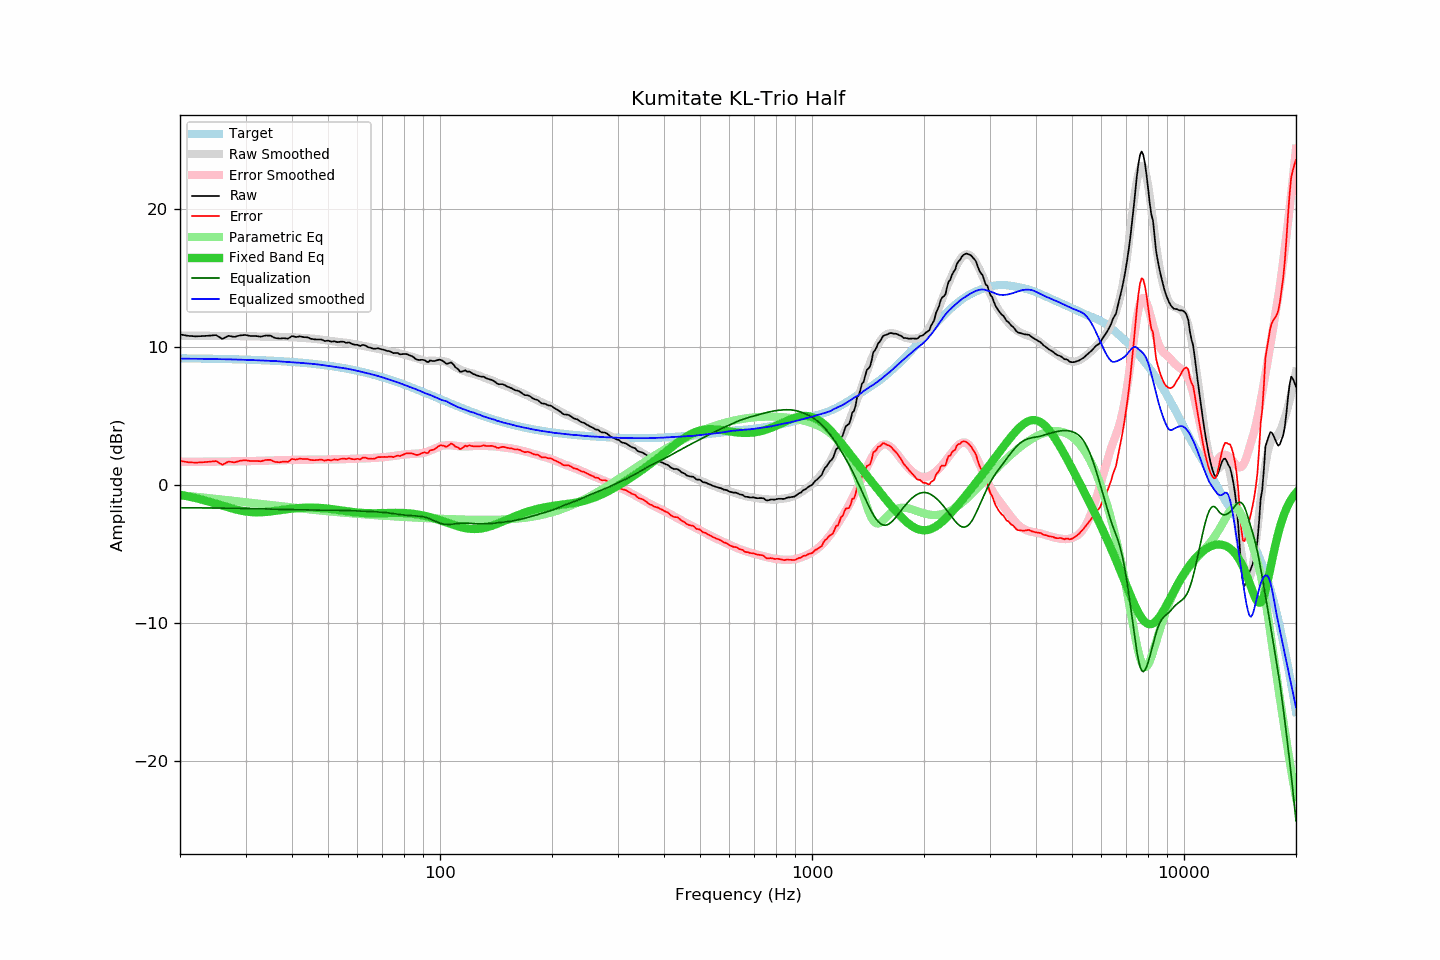 Kumitate KL-Trio Half
Target
Raw Smoothed
Error Smoothed
Raw
Error
Parametric Eq
Fixed Band Eq
Equalization
Equalized smoothed
20
10
0
−10
−20
Amplitude (dBr)
100
1000
10000
Frequency (Hz)